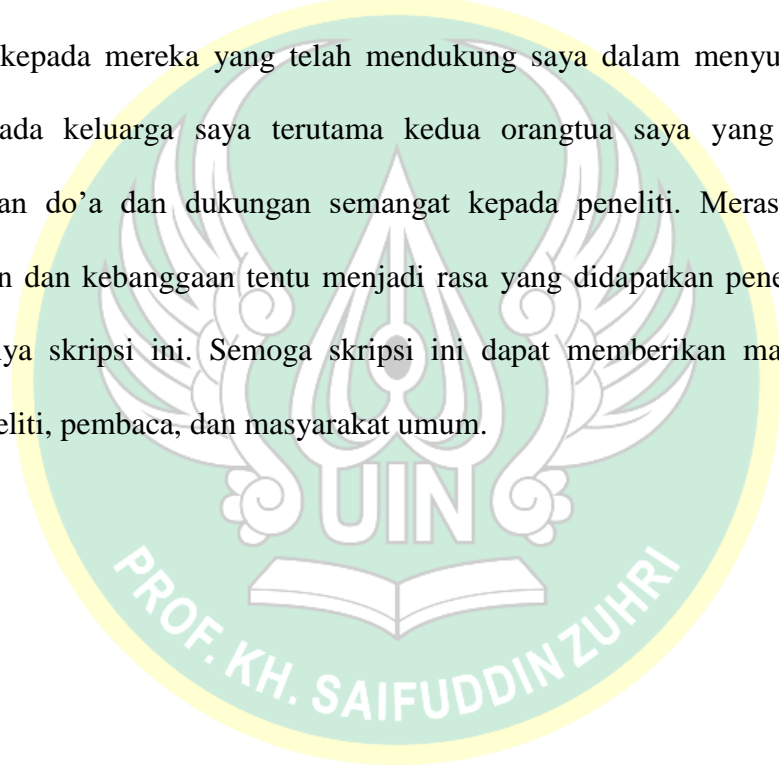 kepada mereka yang telah mendukung saya dalam menyu
ada keluarga saya terutama kedua orangtua saya yang
an do’a dan dukungan semangat kepada peneliti. Meras
n dan kebanggaan tentu menjadi rasa yang didapatkan pene
ya skripsi ini. Semoga skripsi ini dapat memberikan ma
eliti, pembaca, dan masyarakat umum.
UIN
PROF. KH. SAIFUDDIN ZUHRI